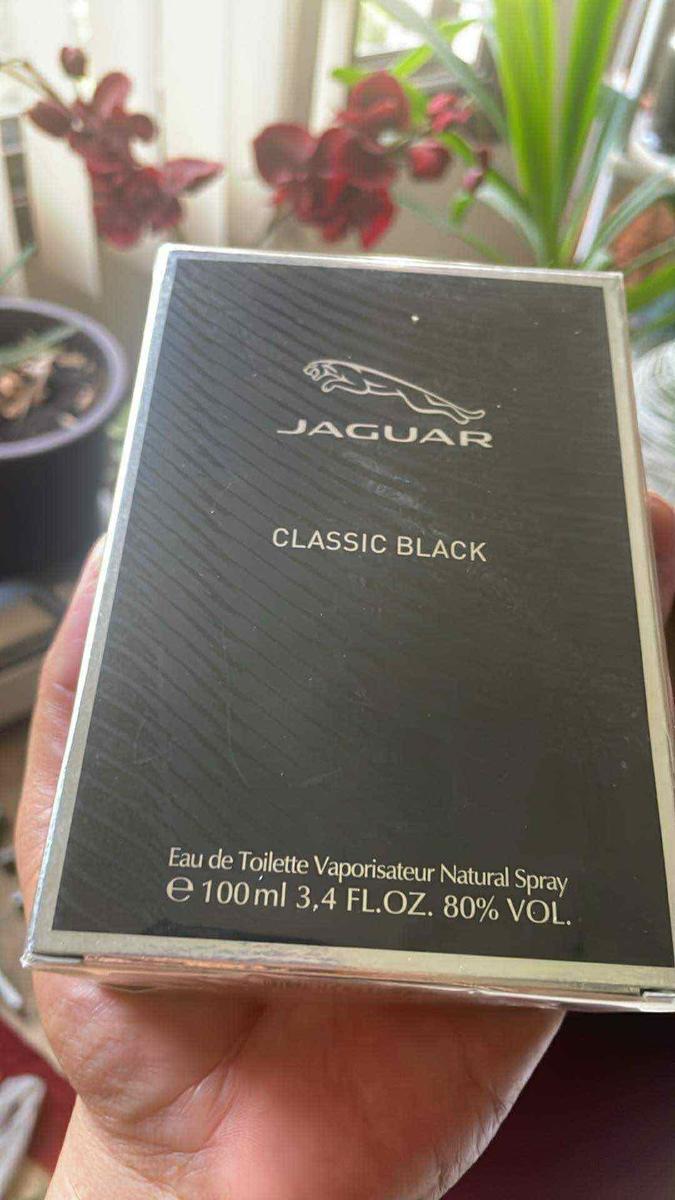 JAGUAR
CLASSIC BLACK
Eau de Toilette Vaporisateur Natural Spray
℮ 100 ml 3,4 FL.OZ. 80% VOL.